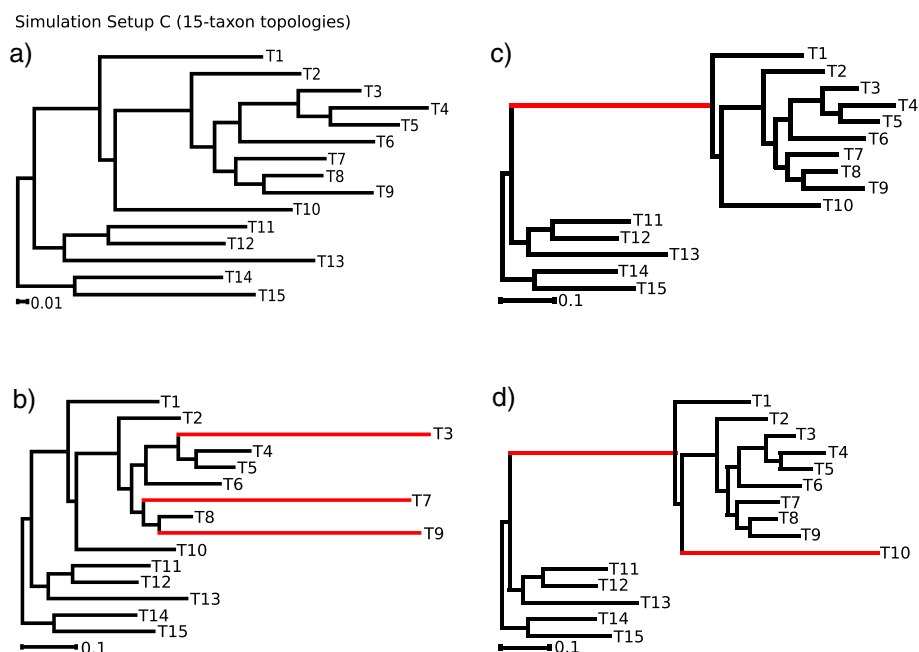 Simulation Setup C (15-taxon topologies)
a)
T1
T2
T3
T4
T5
T6
T7
T8
T9
T10
T11
T12
T13
T14
T15
0.01
c)
T1
T2
T3
T4
T5
T6
T7
T8
T9
T10
T11
T12
T13
T14
T15
0.1
b)
T1
T2
T3
T4
T5
T6
T7
T8
T9
T10
T11
T12
T13
T14
T15
0.1
d)
T1
T2
T3
T4
T5
T6
T7
T8
T9
T10
T11
T12
T13
T14
T15
0.1